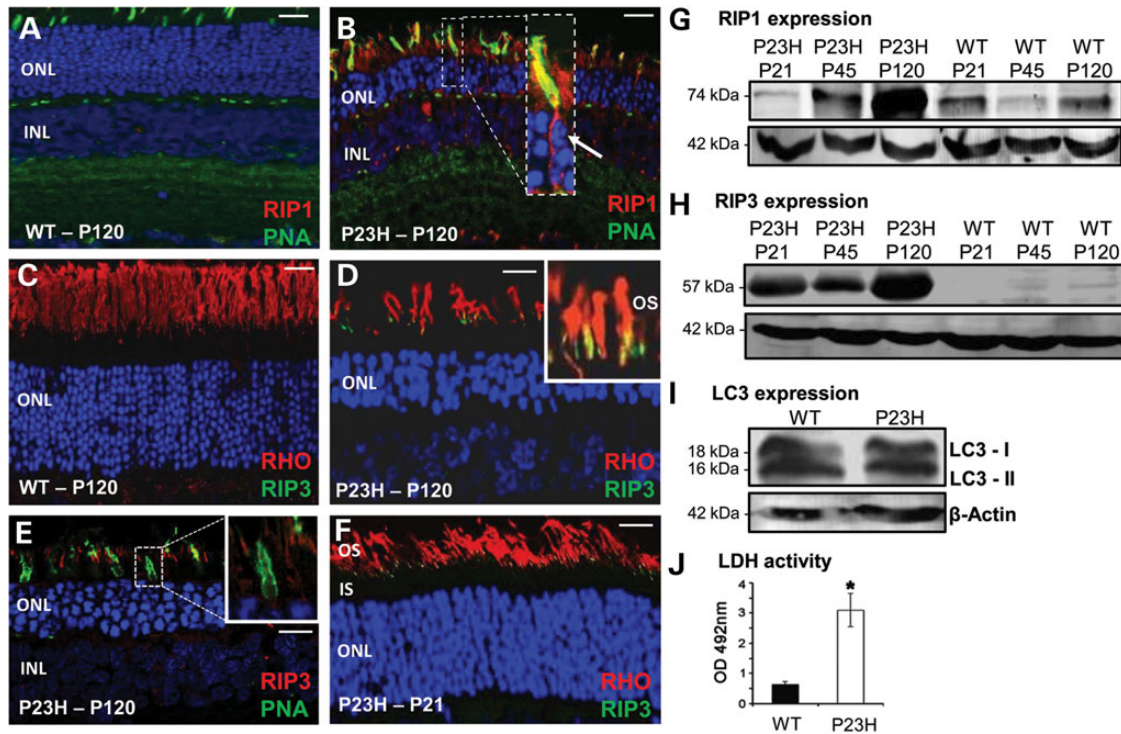 A
ONL
INL
RIP1
PNA
WT – P120
B
ONL
INL
RIP1
PNA
P23H – P120
C
ONL
RHO
RIP3
WT – P120
D
OS
ONL
RHO
RIP3
P23H – P120
E
ONL
INL
RIP3
PNA
P23H – P120
F
OS
IS
ONL
RHO
RIP3
P23H – P21
G RIP1 expression
P23H P23H P23H WT WT WT
P21 P45 P120 P21 P45 P120
74 kDa
42 kDa
H RIP3 expression
P23H P23H P23H WT WT WT
P21 P45 P120 P21 P45 P120
57 kDa
42 kDa
I LC3 expression
WT P23H
18 kDa LC3 - I
16 kDa LC3 - II
42 kDa β-Actin
J LDH activity
OD 492nm
4
3
2
1
0
*
WT P23H